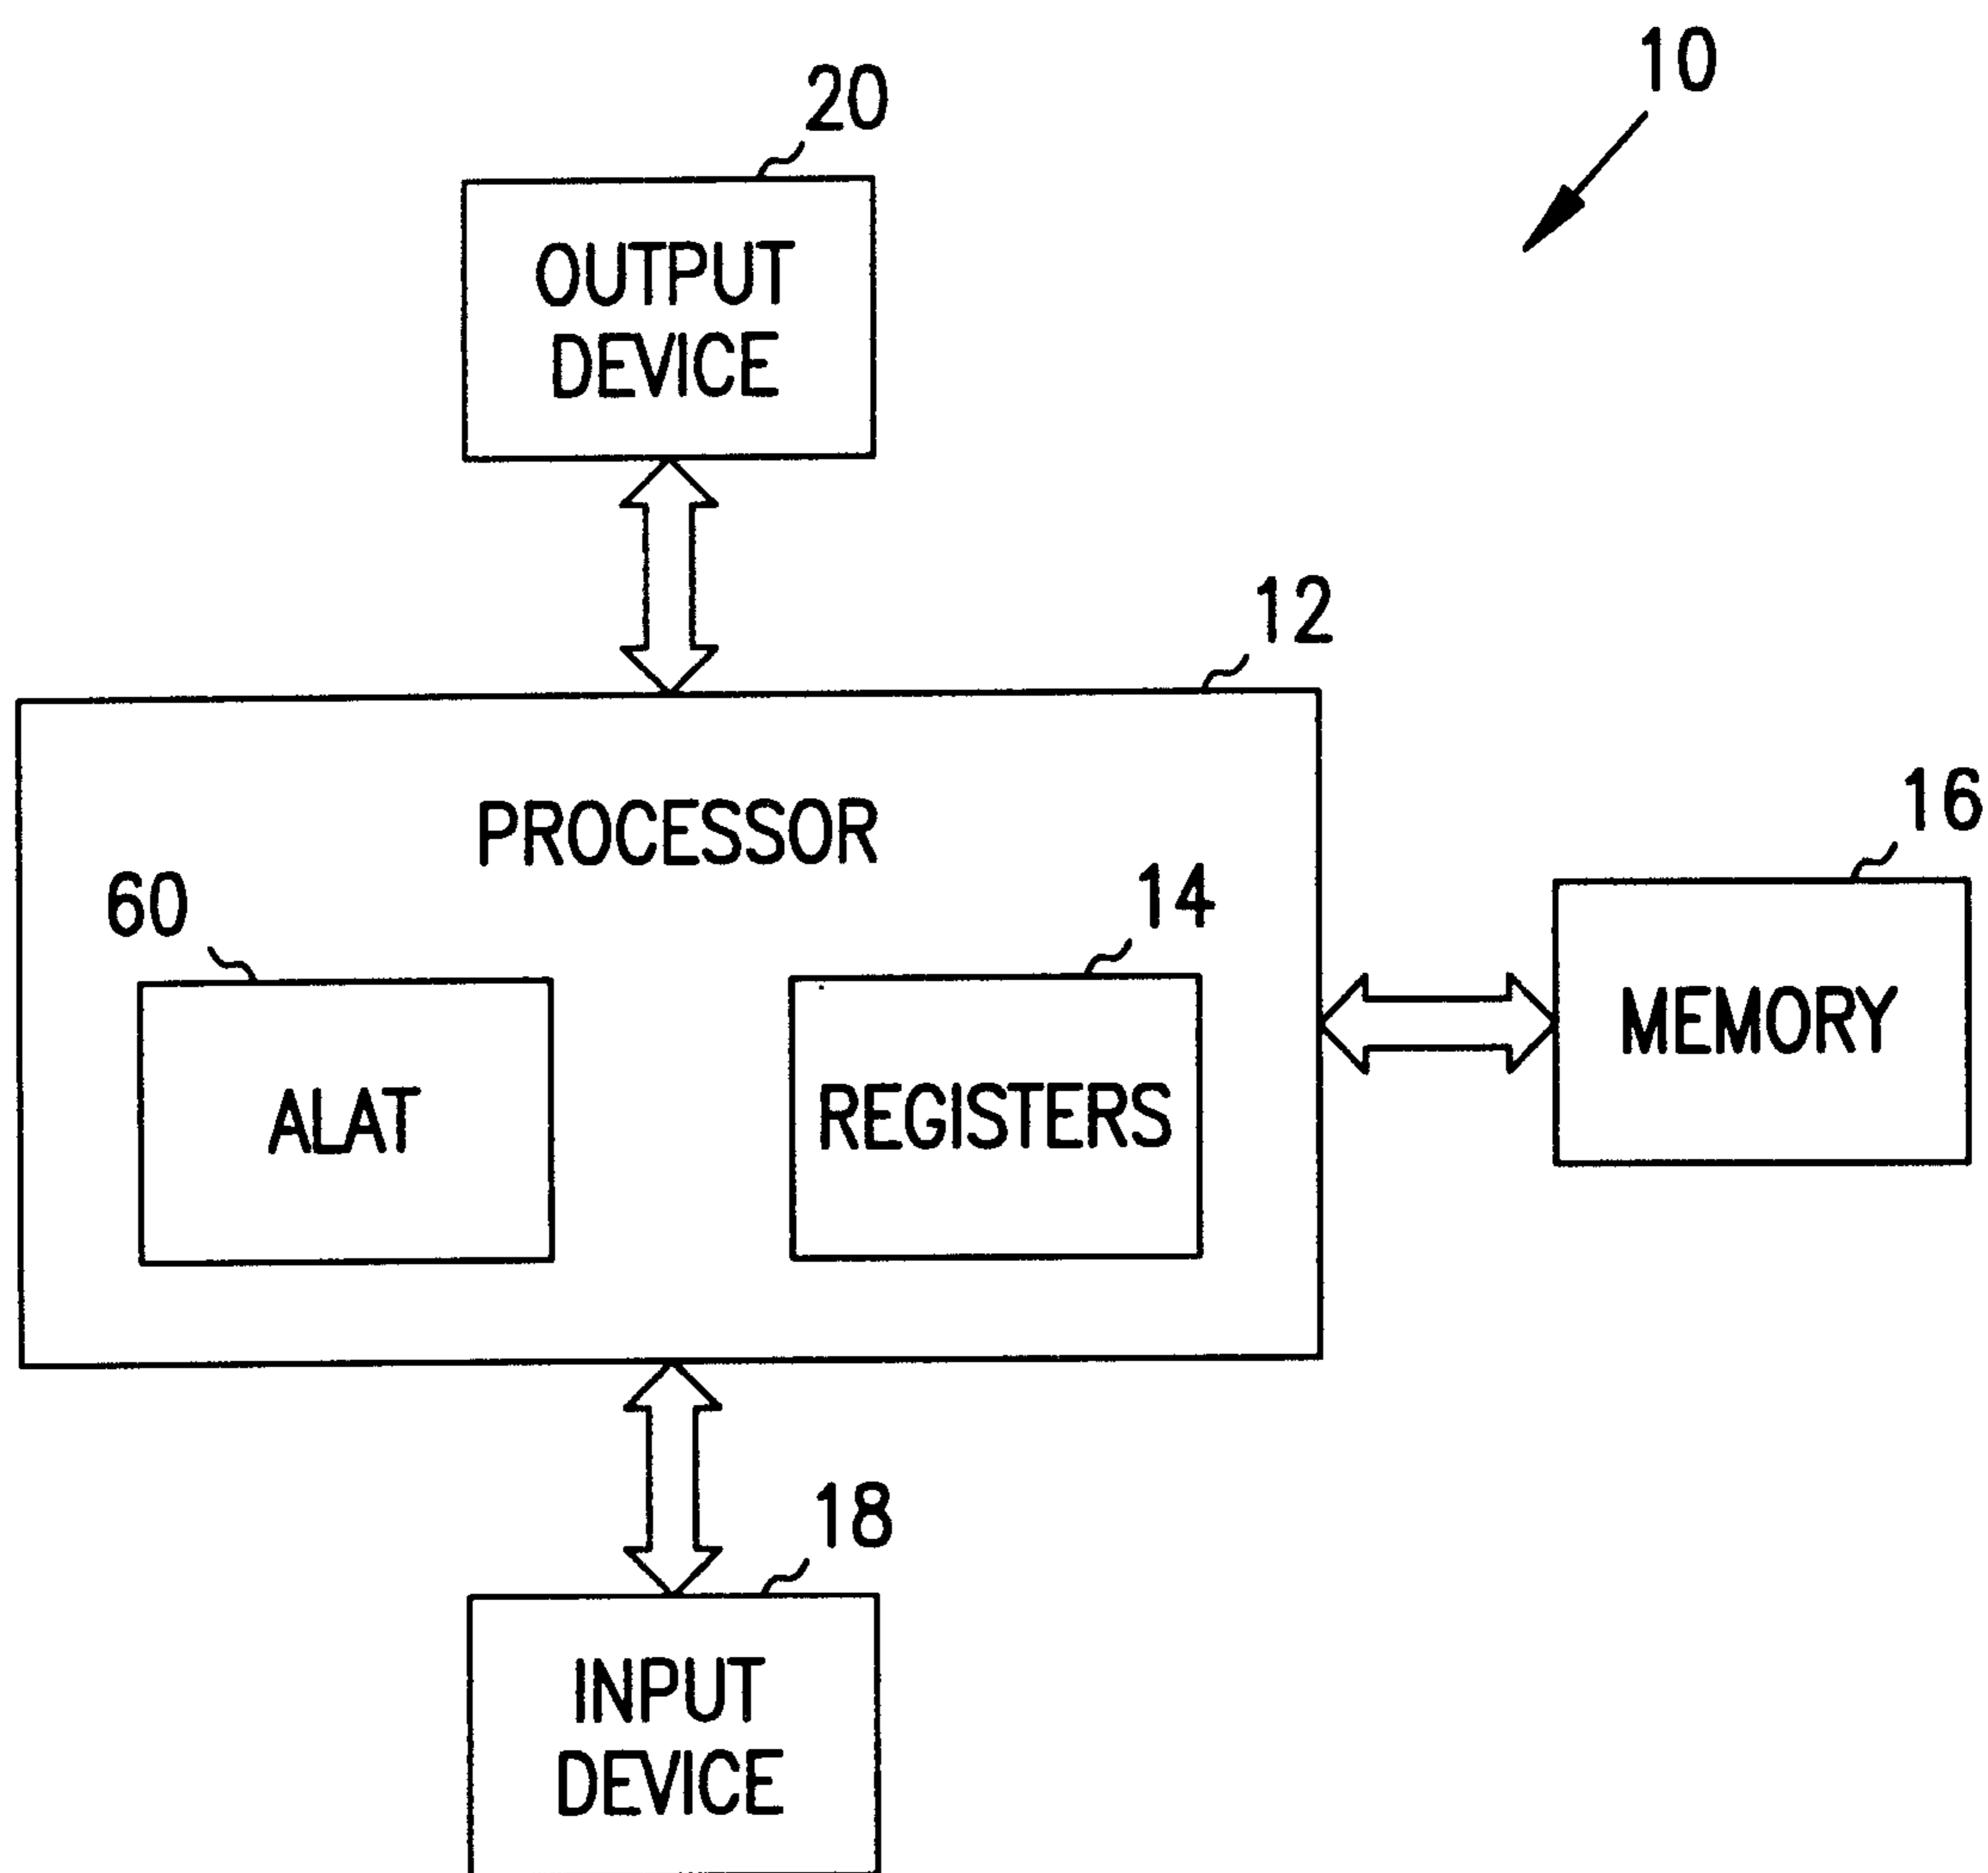 10
20
OUTPUT
DEVICE
12
PROCESSOR
16
60
14
MEMORY
ALAT
REGISTERS
18
INPUT
DEVICE